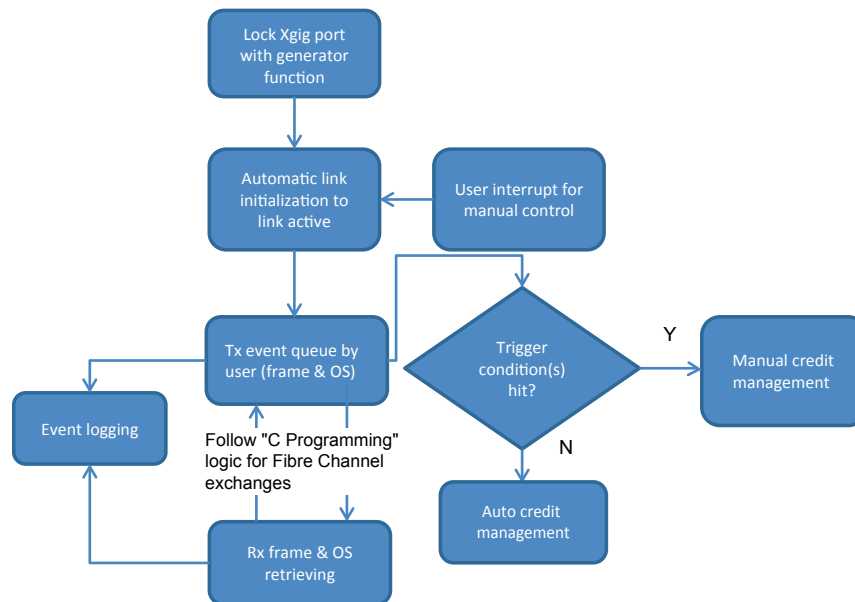 Lock Xgig port
with generator
function
Automatic link
initialization to
link active
User interrupt for
manual control
Tx event queue by
user (frame & OS)
Trigger
condition(s)
hit?
Y
Manual credit
management
Event logging
Follow "C Programming"
logic for Fibre Channel
exchanges
N
Auto credit
management
Rx frame & OS
retrieving